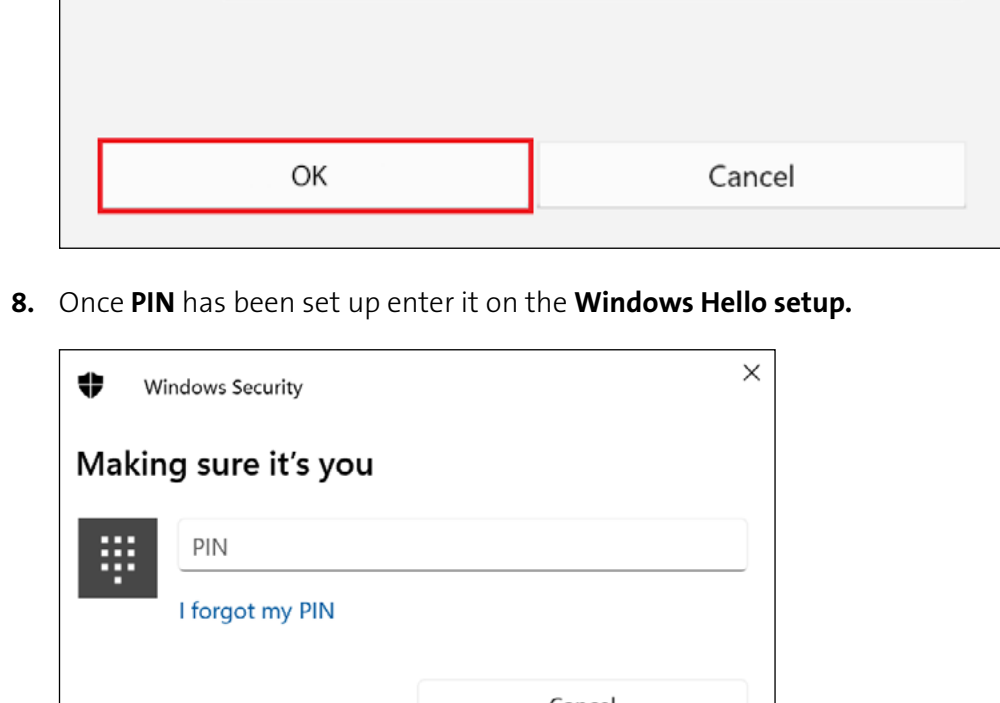 OK
Cancel
8. Once PIN has been set up enter it on the Windows Hello setup.
Windows Security
Making sure it's you
PIN
I forgot my PIN
Cancel